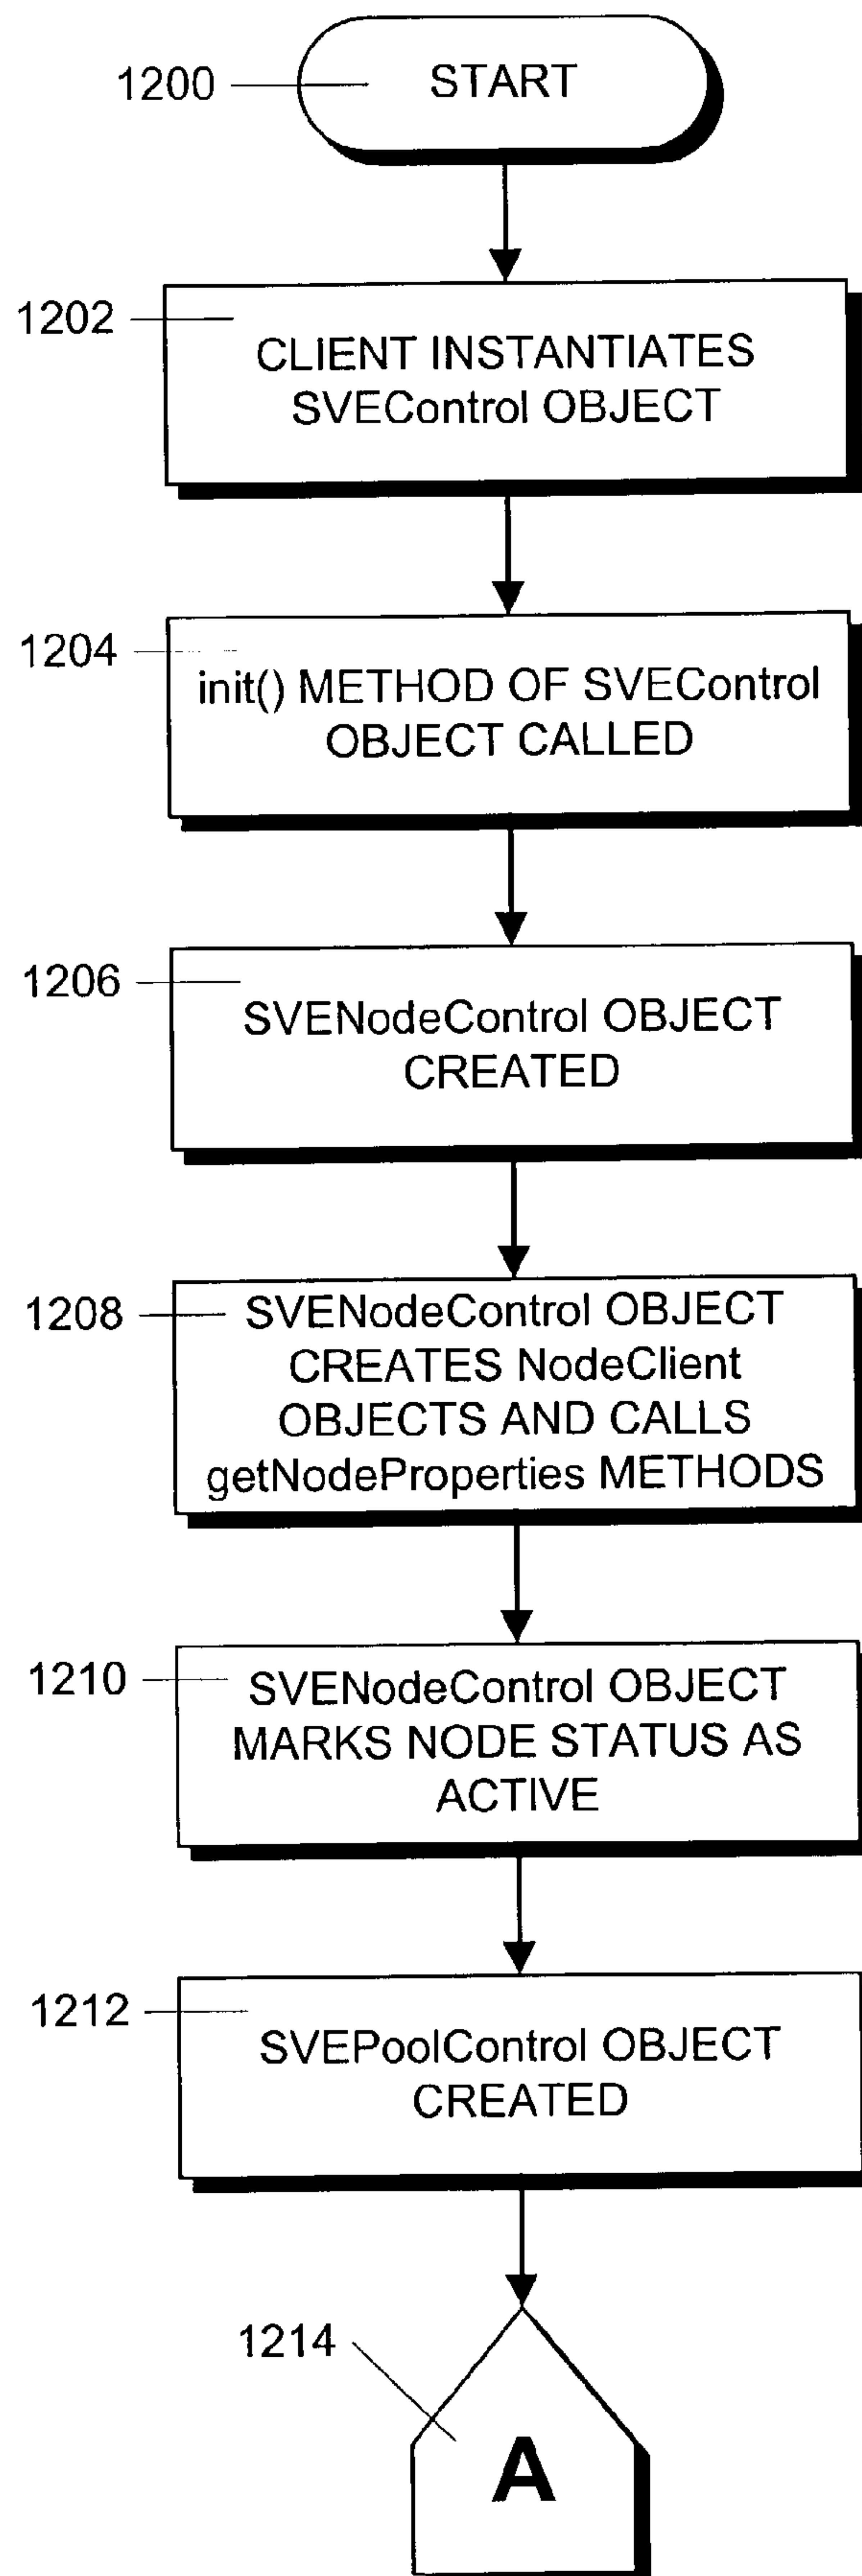 1200
START
1202
CLIENT INSTANTIATES
SVEControl OBJECT
1204
init() METHOD OF SVEControl
OBJECT CALLED
1206
SVENodeControl OBJECT
CREATED
1208
SVENodeControl OBJECT
CREATES NodeClient
OBJECTS AND CALLS
getNodeProperties METHODS
1210
SVENodeControl OBJECT
MARKS NODE STATUS AS
ACTIVE
1212
SVEPoolControl OBJECT
CREATED
1214
A